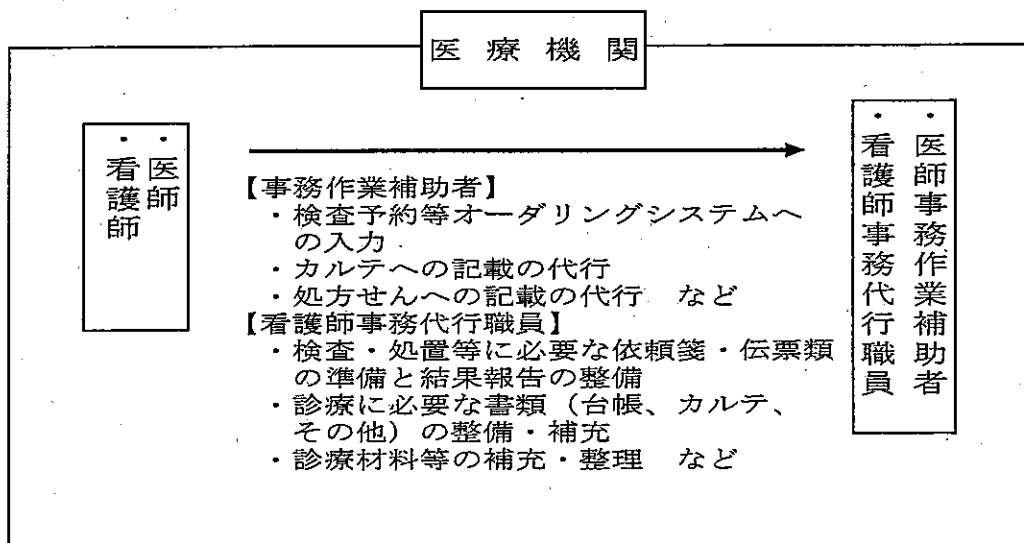 医療機関
・医師
・看護師
【事務作業補助者】
・検査予約等オーダリングシステムへ
の入力
・カルテへの記載の代行
・処方せんへの記載の代行 など
【看護師事務代行職員】
・検査・処置等に必要な依頼箋・伝票類
の準備と結果報告の整備
・診療に必要な書類（台帳、カルテ、
その他）の整備・補充
・診療材料等の補充・整理 など
・医師事務作業補助者
・看護師事務代行職員